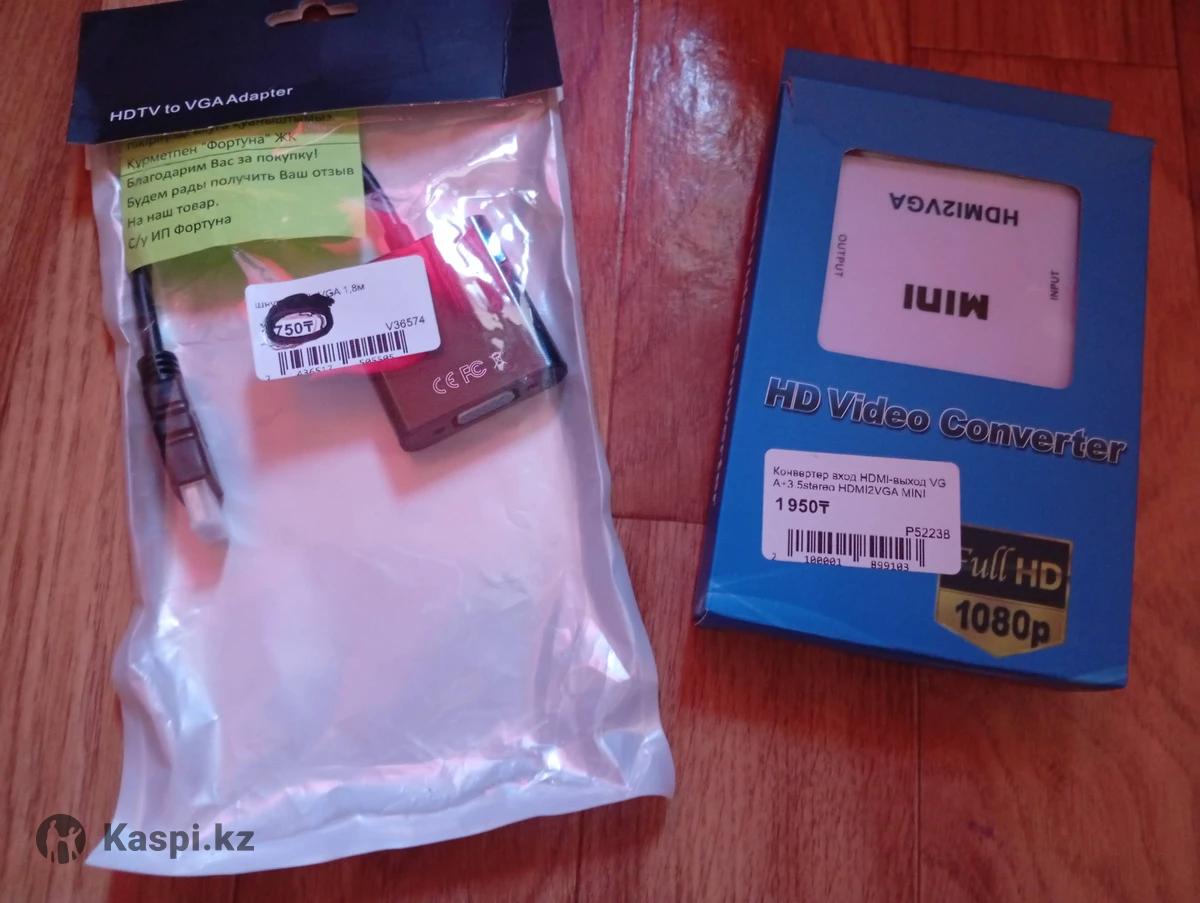 HDTV to VGA Adapter
Құрметпен "Фортуна" ЖК
Благодарим Вас за покупку!
Будем рады получить Ваш отзыв
На наш товар.
С/у ИП Фортуна
VGA 1,8м
750₸
V36574
CE FC
HDMI2VGA
OUTPUT
INPUT
MINI
HD Video Converter
Конвертер вход HDMI-выход VG
A+3.5stereo HDMI2VGA MINI
1 950₸
P52238
2 100001 899103
Full HD
1080p
Kaspi.kz